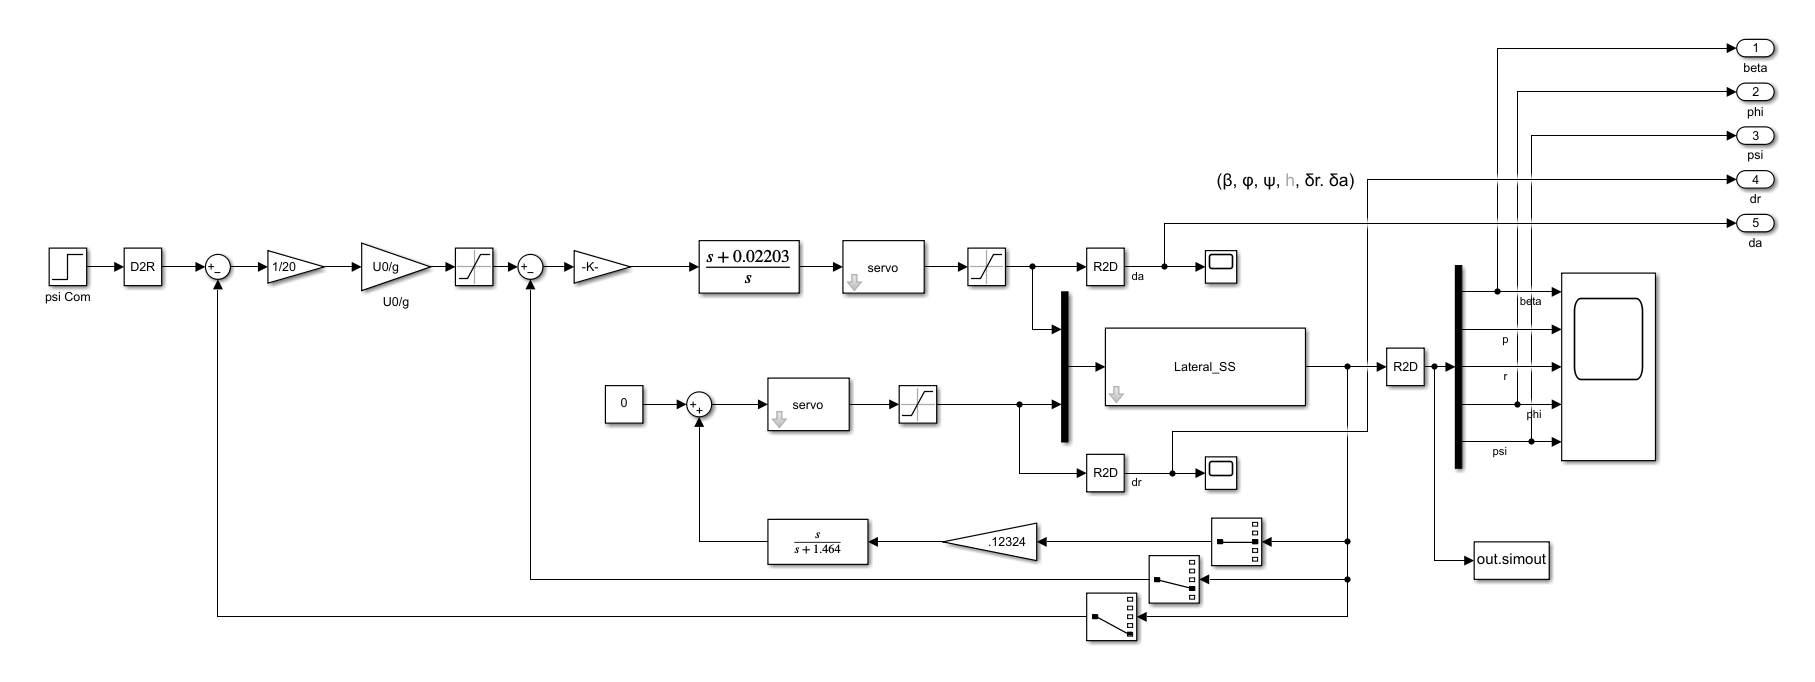 1
beta
2
phi
3
psi
(β, φ, ψ, h, δr. δa)
4
dr
5
da
psi Com
D2R
+
−
1/20
U0/g
U0/g
+
−
-K-
s + 0.02203
s
servo
R2D
da
beta
p
r
phi
psi
Lateral_SS
R2D
0
+
+
servo
R2D
dr
s
s + 1.464
.12324
out.simout